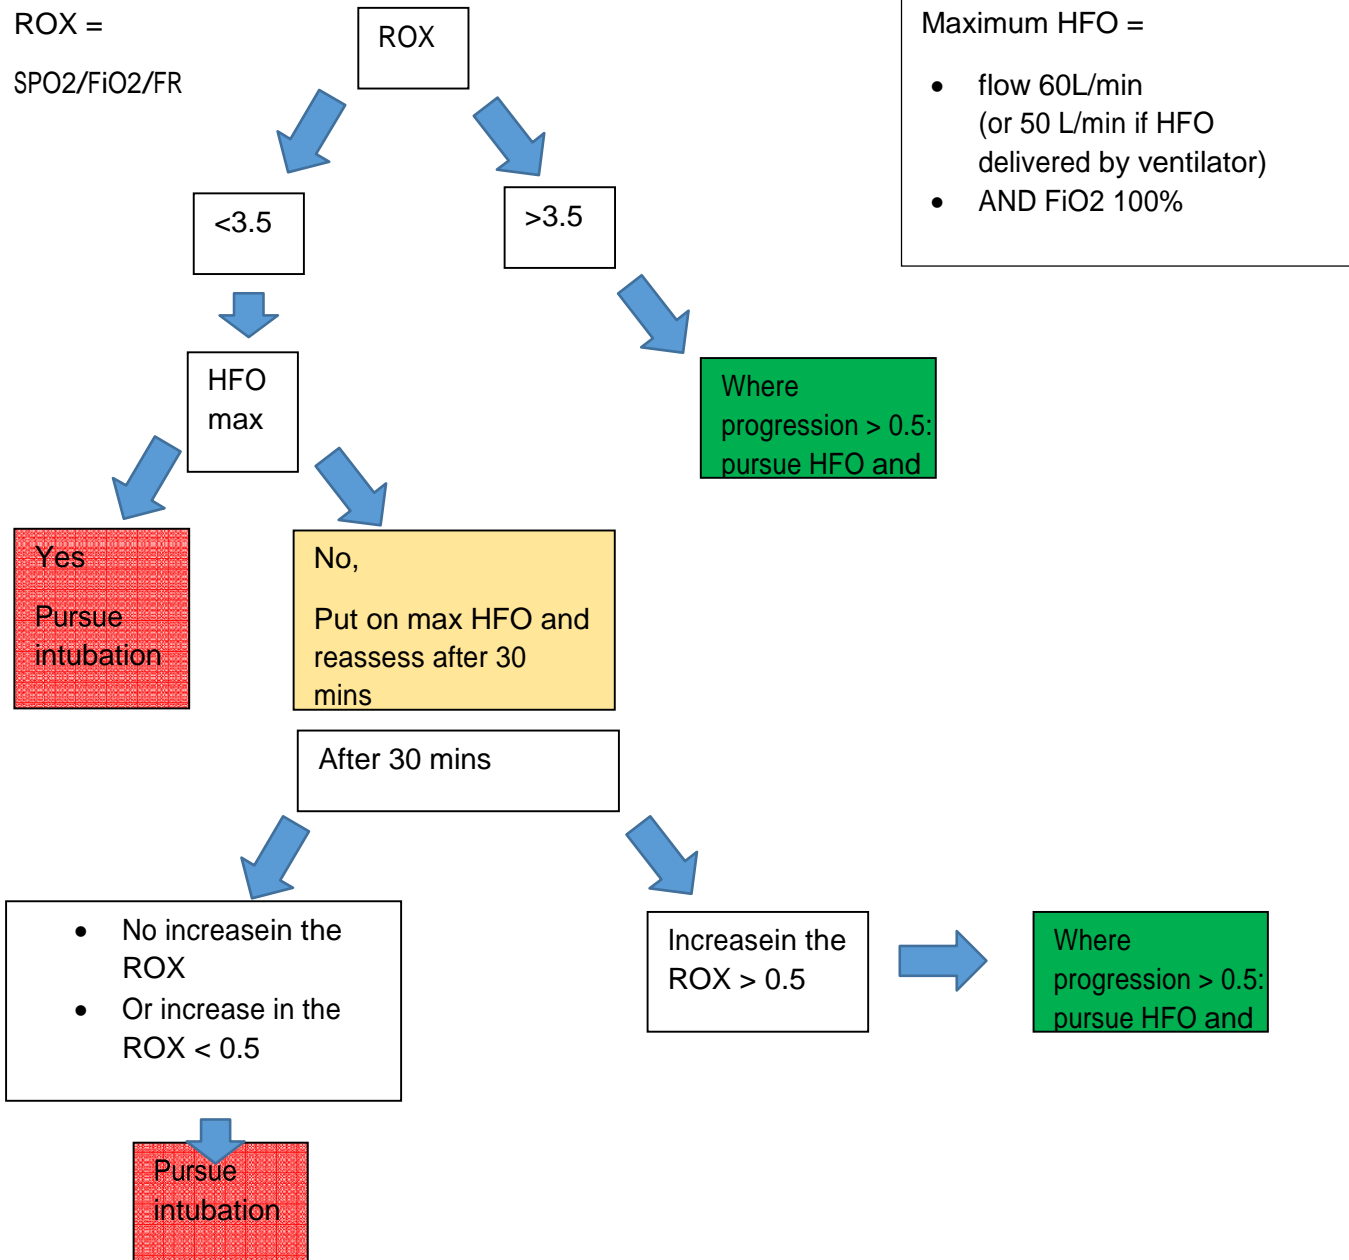 ROX =
SPO2/FiO2/FR
ROX
Maximum HFO =
• flow 60L/min
(or 50 L/min if HFO
delivered by ventilator)
• AND FiO2 100%
<3.5
>3.5
HFO
max
Where
progression > 0.5:
pursue HFO and
Yes
Pursue
intubation
No,
Put on max HFO and
reassess after 30
mins
After 30 mins
• No increasein the
ROX
• Or increase in the
ROX < 0.5
Increasein the
ROX > 0.5
Where
progression > 0.5:
pursue HFO and
Pursue
intubation